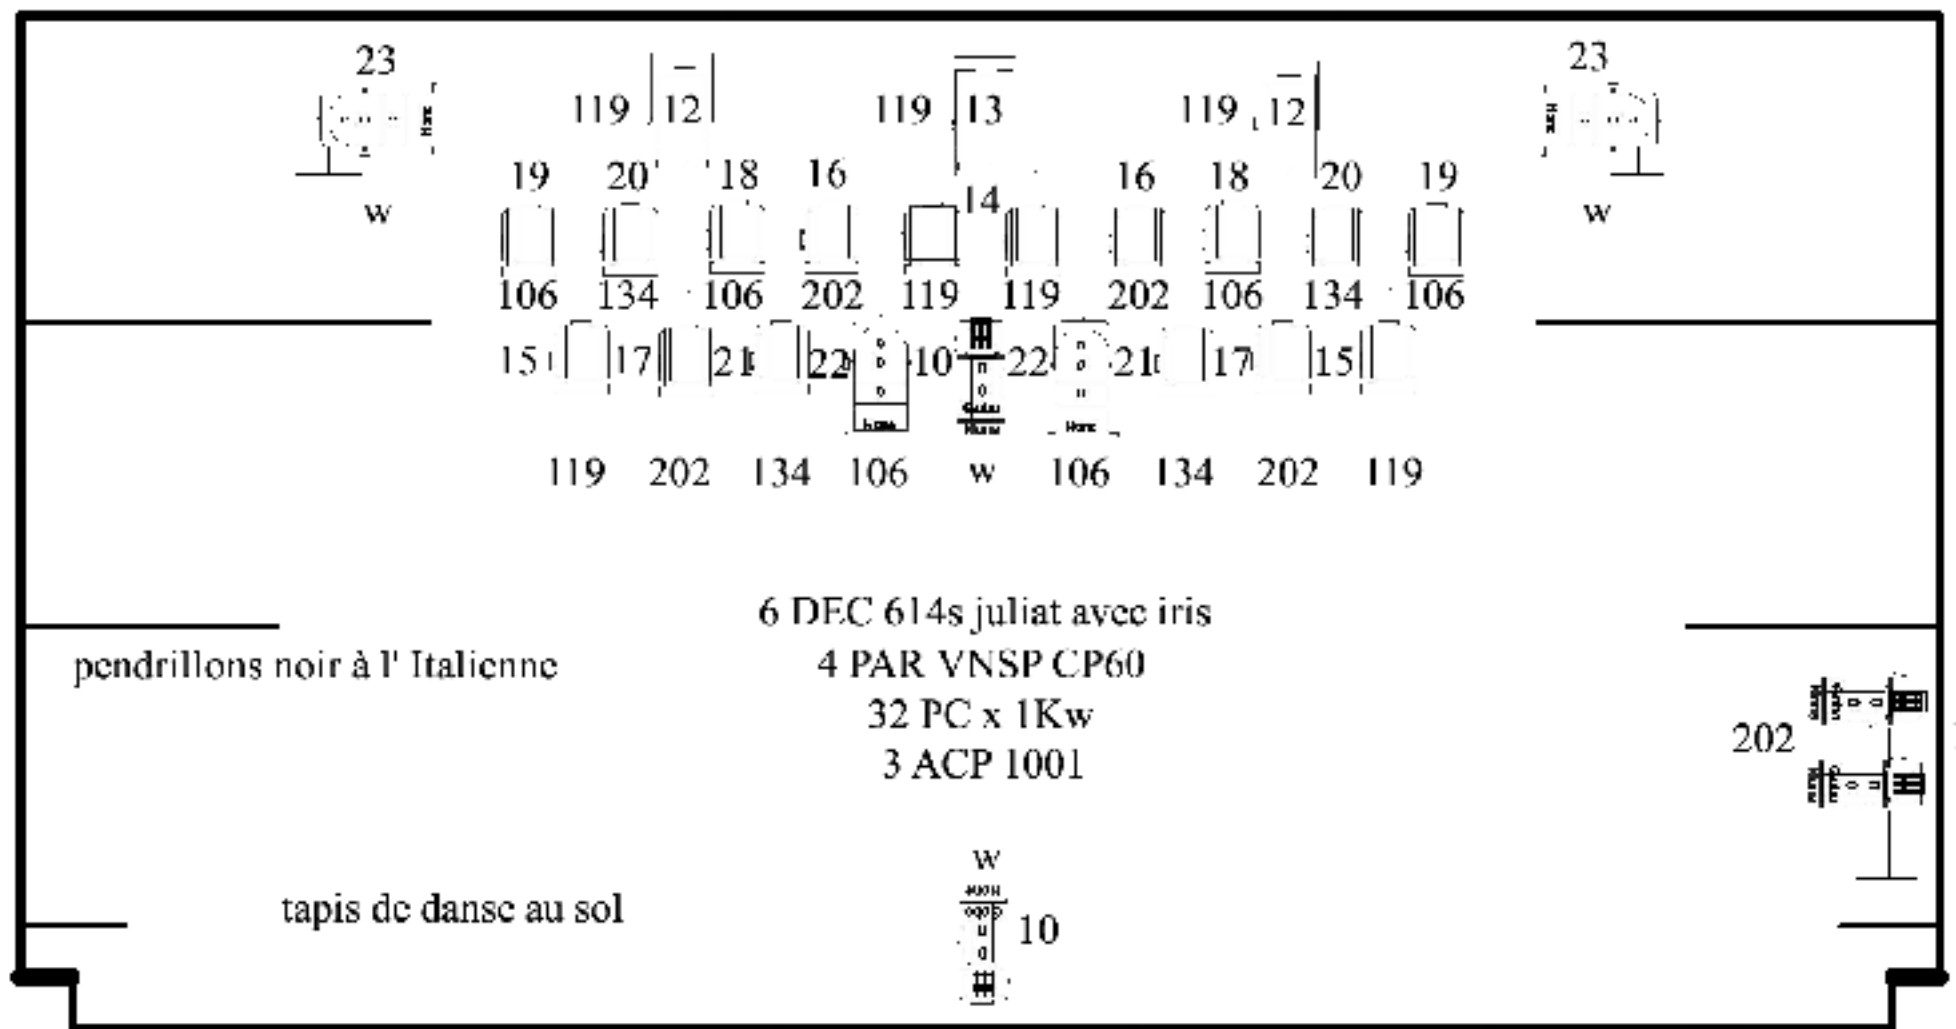 23 23
119 12 119 13 119 12
19 20 18 16 16 18 20 19
14
w w
106 134 106 202 119 119 202 106 134 106
15 17 21 22 10 22 21 17 15
119 202 134 106 w 106 134 202 119
6 DEC 614s juliat avec iris
pendrillons noir à l' Italienne
4 PAR VNSP CP60
32 PC x 1Kw
3 ACP 1001
202
w
tapis de danse au sol
10